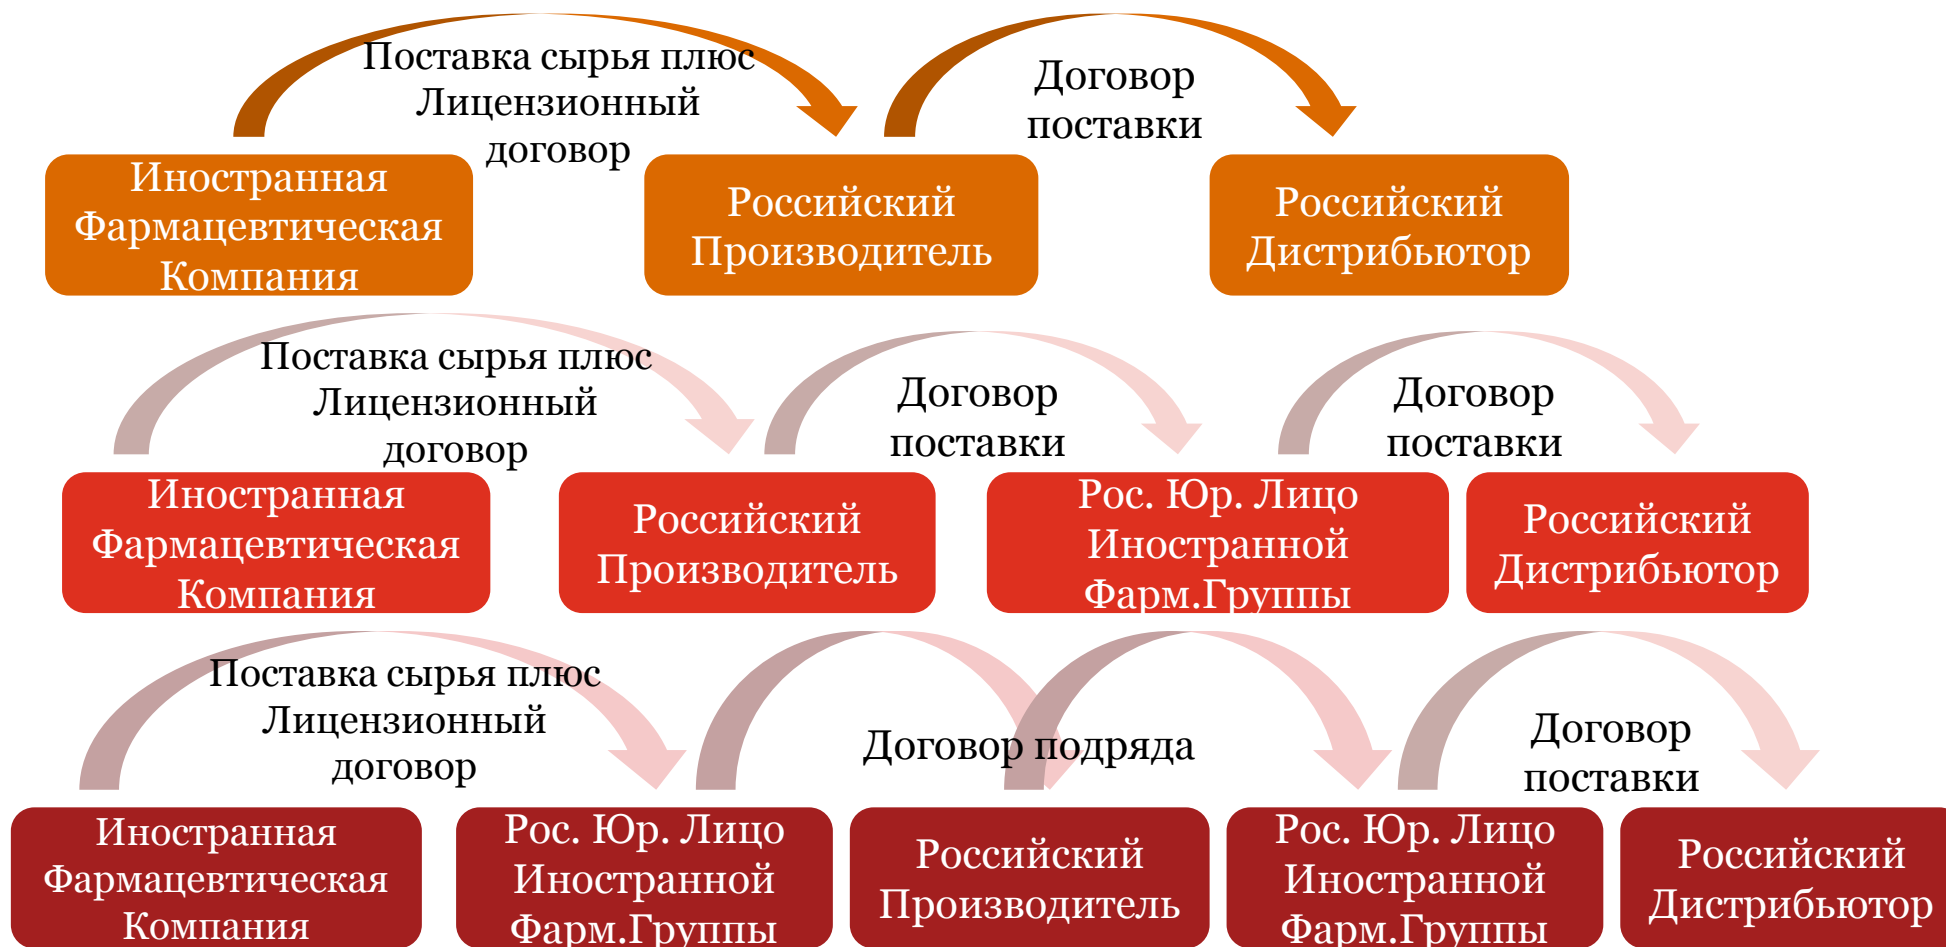 Поставка сырья плюс
Лицензионный
договор
Договор
поставки
Иностранная
Фармацевтическая
Компания
Российский
Производитель
Российский
Дистрибьютор
Поставка сырья плюс
Лицензионный
договор
Договор
поставки
Договор
поставки
Иностранная
Фармацевтическая
Компания
Российский
Производитель
Рос. Юр. Лицо
Иностранной
Фарм.Группы
Российский
Дистрибьютор
Поставка сырья плюс
Лицензионный
договор
Договор подряда
Договор
поставки
Иностранная
Фармацевтическая
Компания
Рос. Юр. Лицо
Иностранной
Фарм.Группы
Российский
Производитель
Рос. Юр. Лицо
Иностранной
Фарм.Группы
Российский
Дистрибьютор